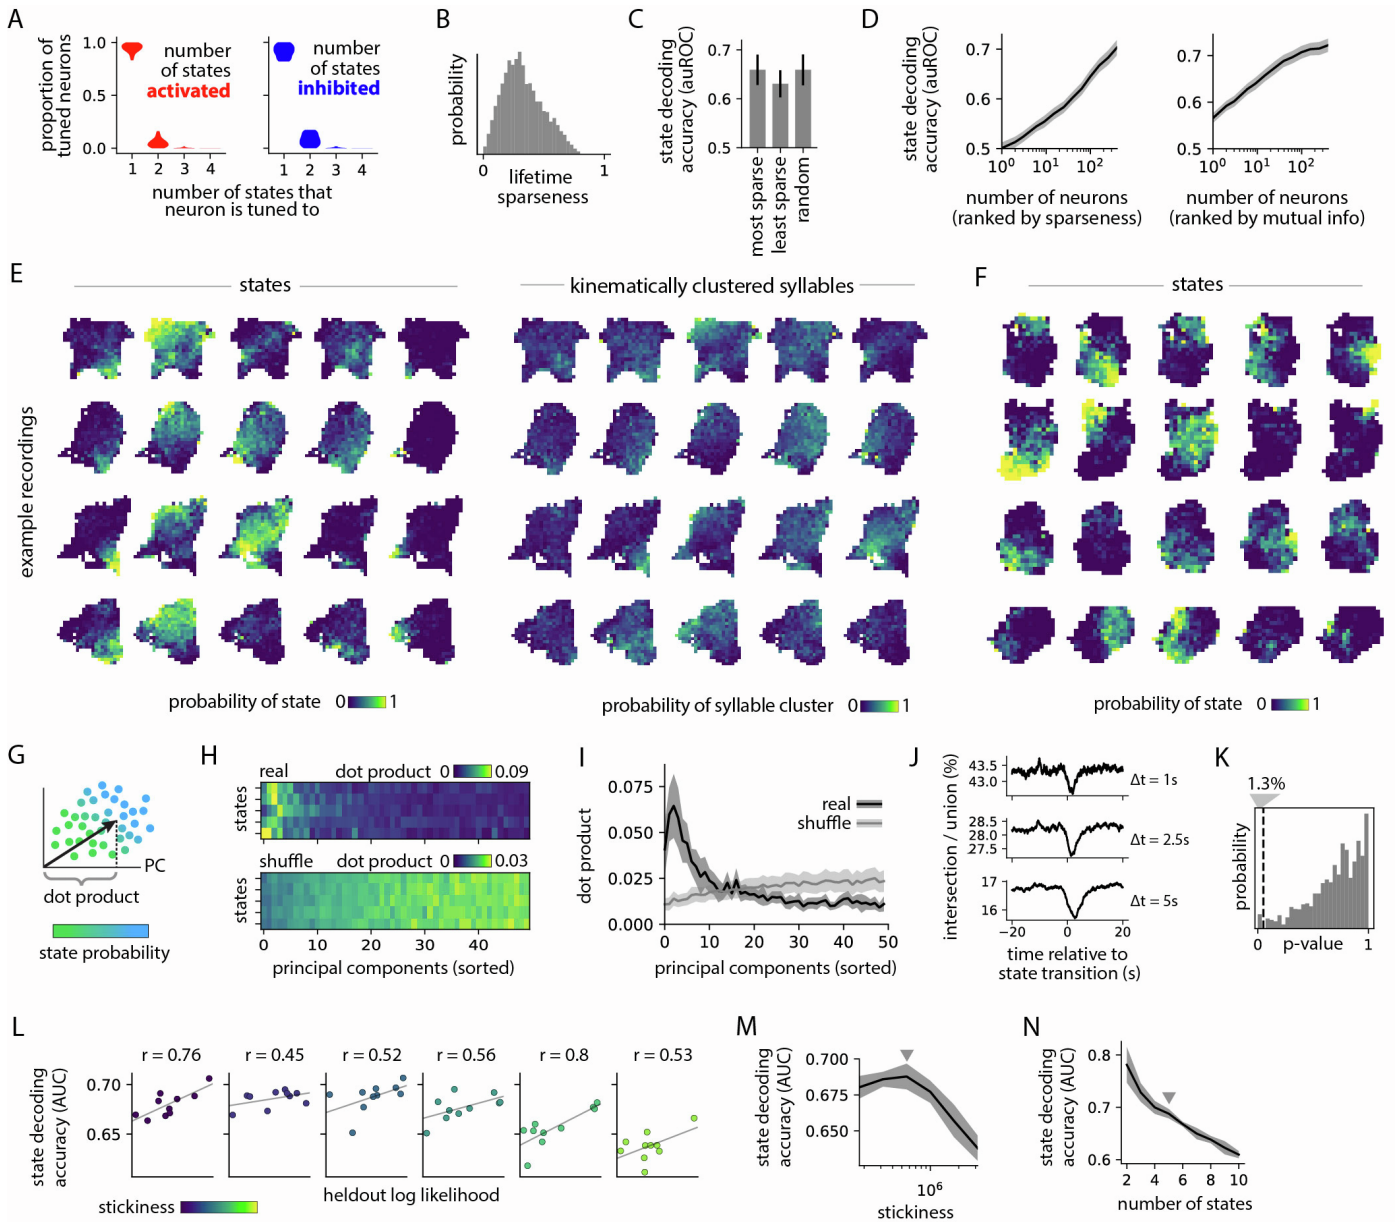 A
proportion of
tuned neurons
1.0
0.5
0.0
number
of states
activated
number
of states
inhibited
1 2 3 4
1 2 3 4
number of states that
neuron is tuned to
B
probability
0 1
lifetime
sparseness
C
state decoding
accuracy (auROC)
0.7
0.6
0.5
most sparse
least sparse
random
D
state decoding
accuracy (auROC)
0.7
0.6
0.5
10⁰ 10¹ 10²
number of neurons
(ranked by sparseness)
0.7
0.6
0.5
10⁰ 10¹ 10²
number of neurons
(ranked by mutual info)
E
states
kinematically clustered syllables
example recordings
probability of state 0 1
probability of syllable cluster 0 1
F
states
probability of state 0 1
G
PC
dot product
state probability
H
real dot product 0 0.09
states
shuffle dot product 0 0.03
states
0 10 20 30 40
principal components (sorted)
I
dot product
0.075
0.050
0.025
0.000
real
shuffle
0 10 20 30 40 50
principal components (sorted)
J
intersection / union (%)
43.5
43.0
Δt = 1s
28.5
28.0
27.5
Δt = 2.5s
17
16
Δt = 5s
−20 0 20
time relative to
state transition (s)
K
1.3%
probability
0 1
p-value
L
state decoding
accuracy (AUC)
r = 0.76 r = 0.45 r = 0.52 r = 0.56 r = 0.8 r = 0.53
0.70
0.65
heldout log likelihood
stickiness
M
state decoding
accuracy (AUC)
0.700
0.675
0.650
10⁶
stickiness
N
state decoding
accuracy (AUC)
0.8
0.7
0.6
2 4 6 8 10
number of states